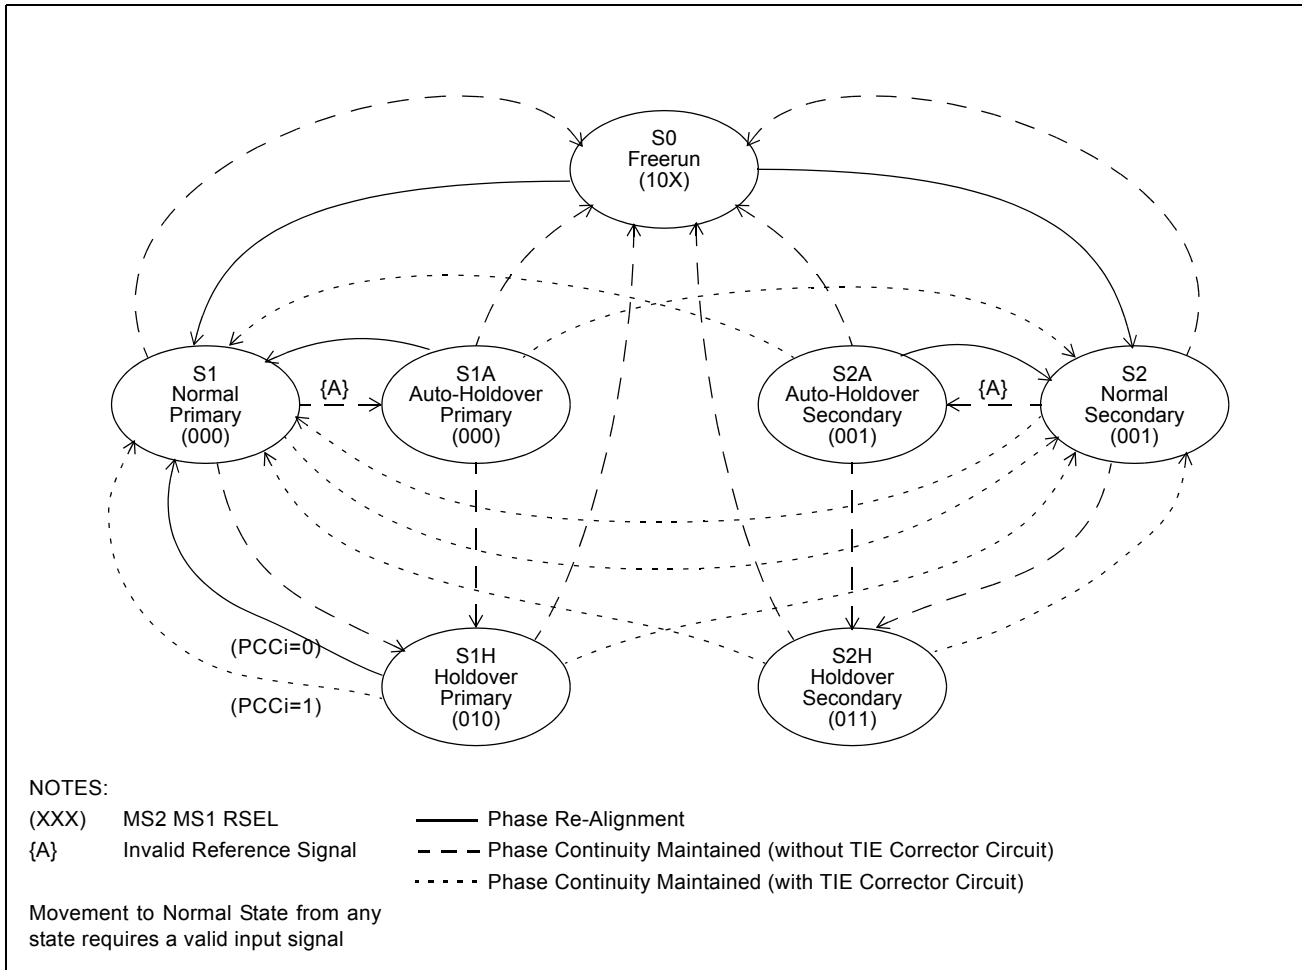 S0
Freerun
(10X)
S1
Normal
Primary
(000)
{A}
S1A
Auto-Holdover
Primary
(000)
S2A
Auto-Holdover
Secondary
(001)
{A}
S2
Normal
Secondary
(001)
(PCCi=0)
(PCCi=1)
S1H
Holdover
Primary
(010)
S2H
Holdover
Secondary
(011)
NOTES:
(XXX) MS2 MS1 RSEL
{A} Invalid Reference Signal
Movement to Normal State from any
state requires a valid input signal
Phase Re-Alignment
Phase Continuity Maintained (without TIE Corrector Circuit)
Phase Continuity Maintained (with TIE Corrector Circuit)